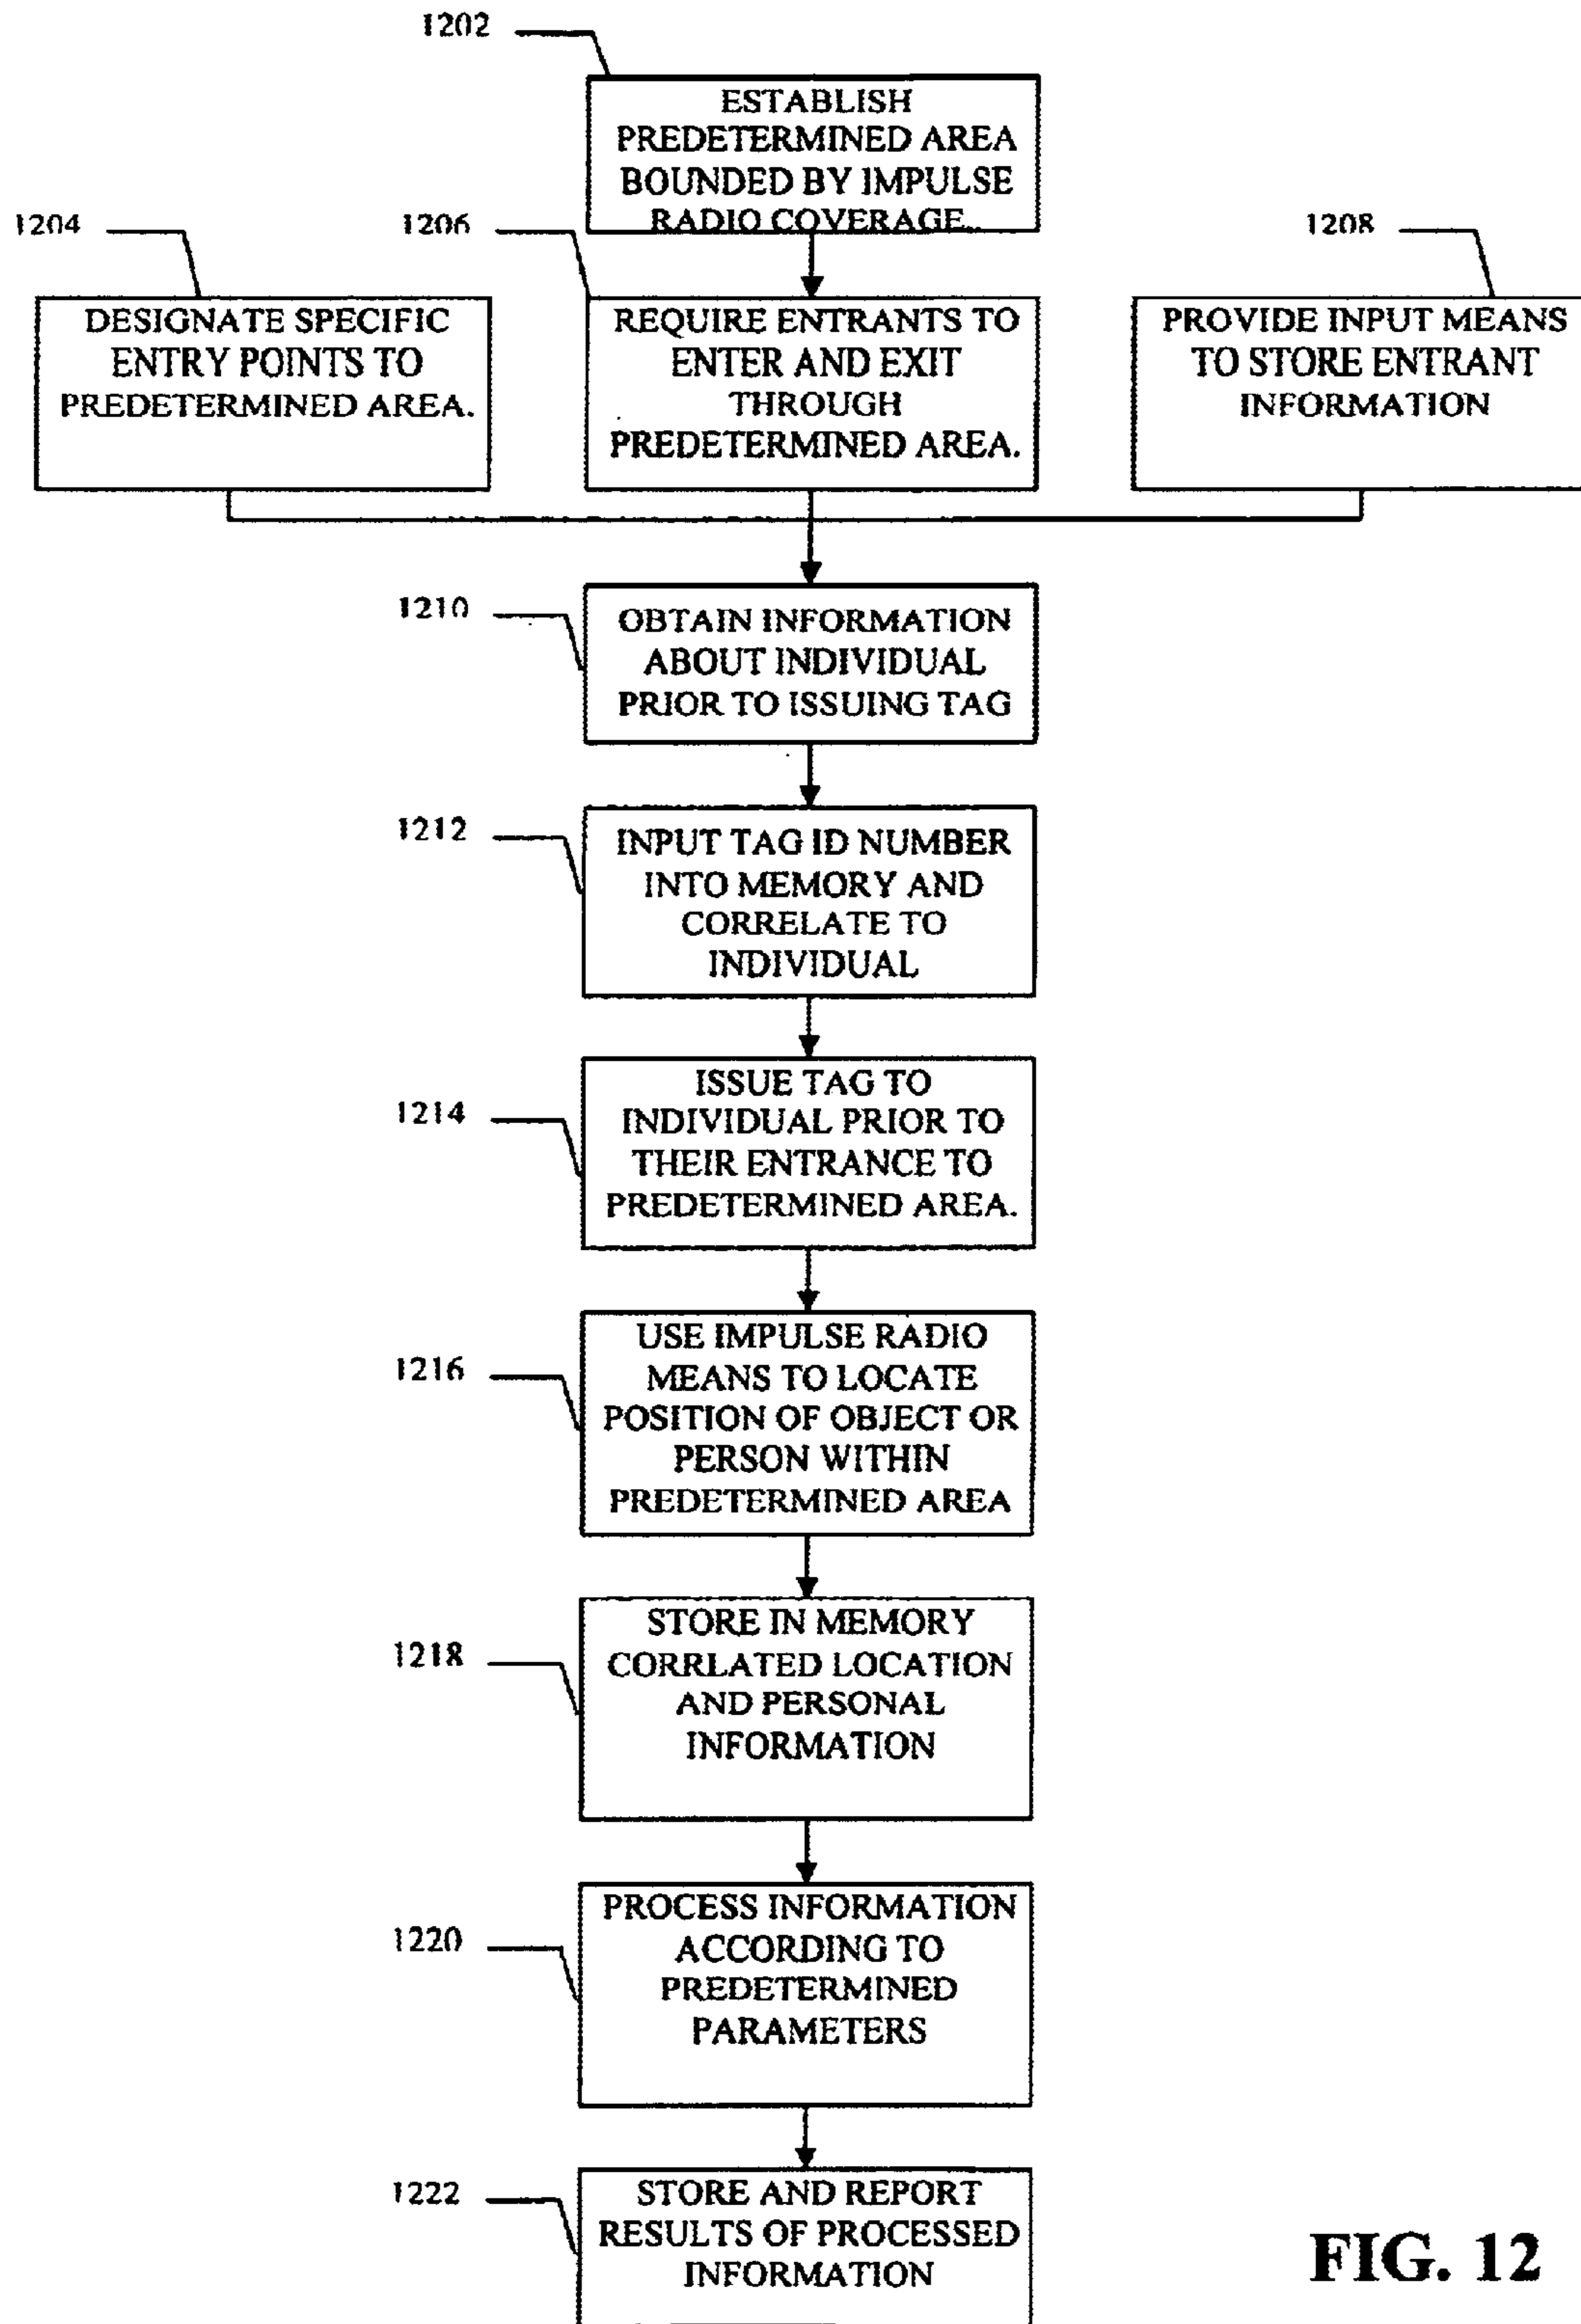 1202
ESTABLISH
PREDETERMINED AREA
BOUNDED BY IMPULSE
RADIO COVERAGE.
1204
1206
1208
DESIGNATE SPECIFIC
ENTRY POINTS TO
PREDETERMINED AREA.
REQUIRE ENTRANTS TO
ENTER AND EXIT
THROUGH
PREDETERMINED AREA.
PROVIDE INPUT MEANS
TO STORE ENTRANT
INFORMATION
1210
OBTAIN INFORMATION
ABOUT INDIVIDUAL
PRIOR TO ISSUING TAG
1212
INPUT TAG ID NUMBER
INTO MEMORY AND
CORRELATE TO
INDIVIDUAL
1214
ISSUE TAG TO
INDIVIDUAL PRIOR TO
THEIR ENTRANCE TO
PREDETERMINED AREA.
1216
USE IMPULSE RADIO
MEANS TO LOCATE
POSITION OF OBJECT OR
PERSON WITHIN
PREDETERMINED AREA
1218
STORE IN MEMORY
CORRLATED LOCATION
AND PERSONAL
INFORMATION
1220
PROCESS INFORMATION
ACCORDING TO
PREDETERMINED
PARAMETERS
1222
STORE AND REPORT
RESULTS OF PROCESSED
INFORMATION
FIG. 12